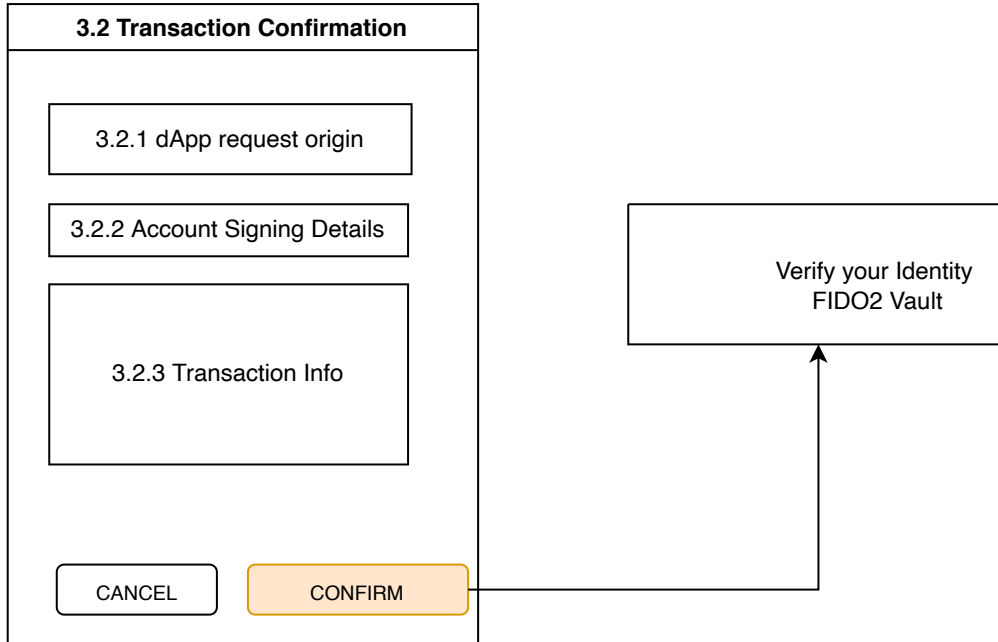 3.2 Transaction Confirmation
3.2.1 dApp request origin
3.2.2 Account Signing Details
3.2.3 Transaction Info
CANCEL
CONFIRM
Verify your Identity
FIDO2 Vault